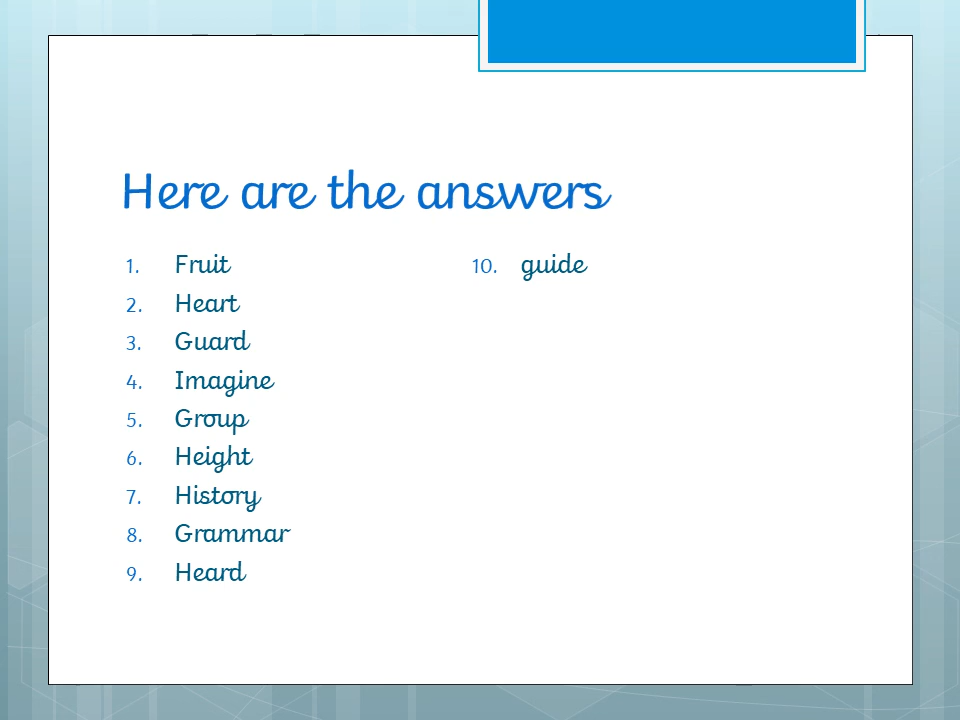 Here are the answers
1. Fruit
2. Heart
3. Guard
4. Imagine
5. Group
6. Height
7. History
8. Grammar
9. Heard
10. guide